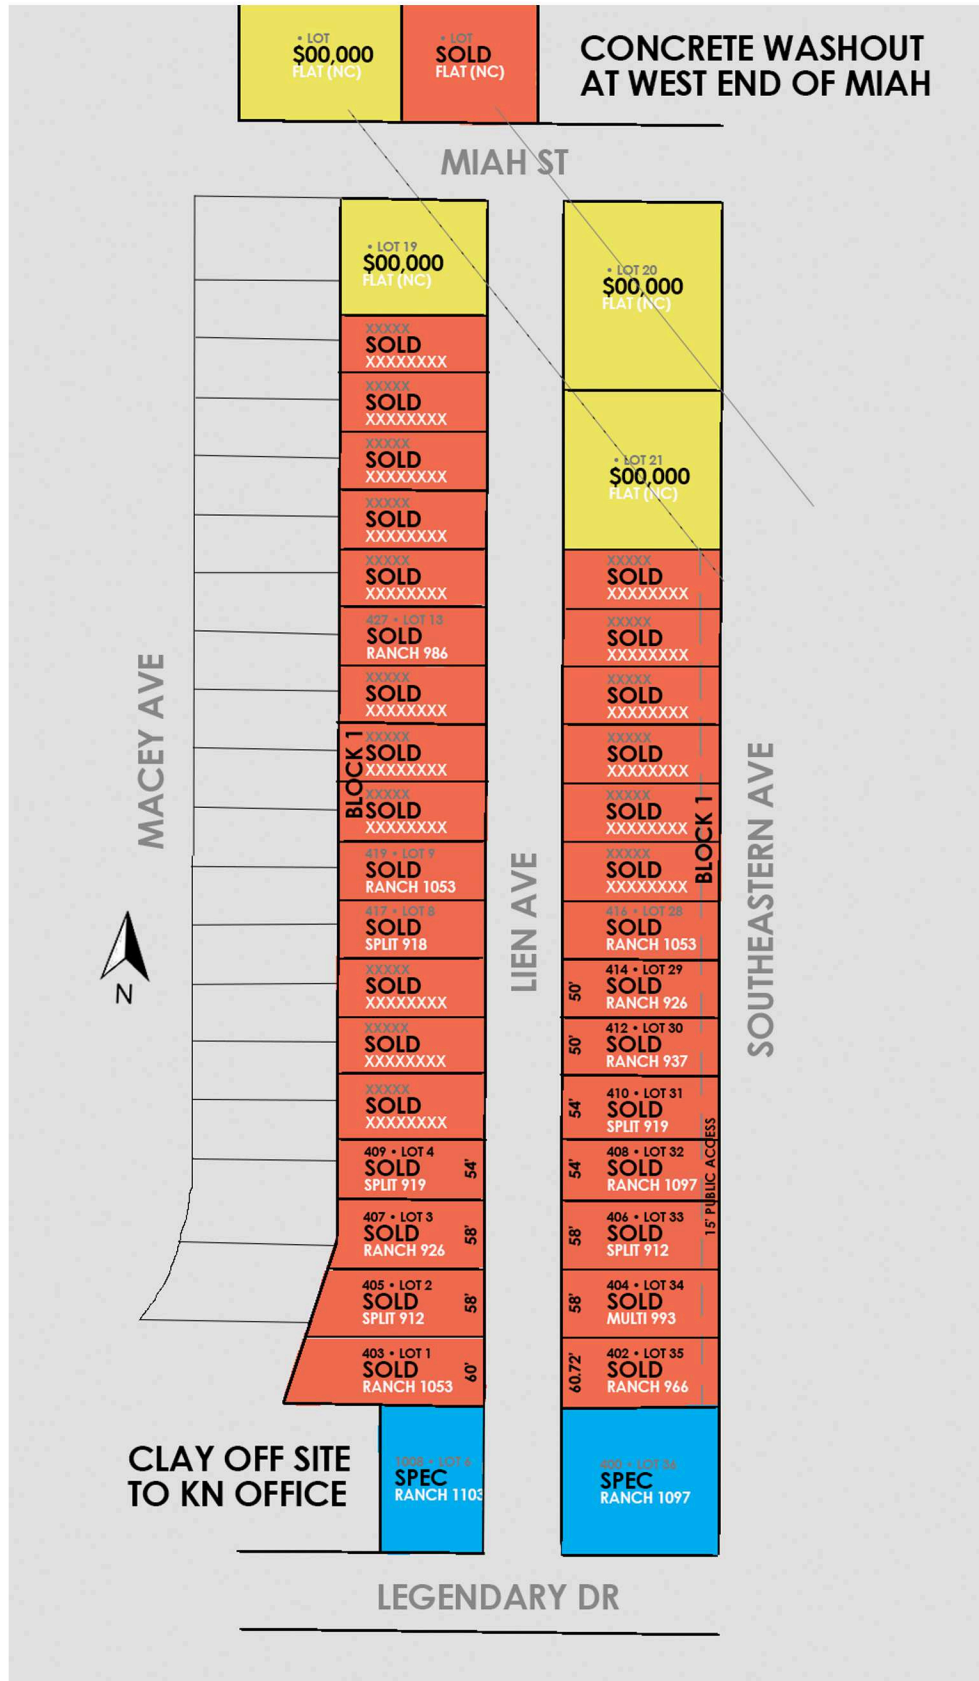 • LOT
$00,000
FLAT (NC)
• LOT
SOLD
FLAT (NC)
CONCRETE WASHOUT
AT WEST END OF MIAH
MIAH ST
• LOT 19
$00,000
FLAT (NC)
XXXXX
SOLD
XXXXXXXX
XXXXX
SOLD
XXXXXXXX
XXXXX
SOLD
XXXXXXXX
XXXXX
SOLD
XXXXXXXX
XXXXX
SOLD
XXXXXXXX
427 • LOT 13
SOLD
RANCH 986
XXXXX
SOLD
XXXXXXXX
XXXXX
SOLD
XXXXXXXX
XXXXX
SOLD
XXXXXXXX
BLOCK 1
419 • LOT 9
SOLD
RANCH 1053
417 • LOT 8
SOLD
SPLIT 918
XXXXX
SOLD
XXXXXXXX
XXXXX
SOLD
XXXXXXXX
XXXXX
SOLD
XXXXXXXX
409 • LOT 4
SOLD
SPLIT 919
54'
407 • LOT 3
SOLD
RANCH 926
58'
405 • LOT 2
SOLD
SPLIT 912
58'
403 • LOT 1
SOLD
RANCH 1053
60'
1008 • LOT 6
SPEC
RANCH 1103
MACEY AVE
N
LIEN AVE
• LOT 20
$00,000
FLAT (NC)
• LOT 21
$00,000
FLAT (NC)
XXXXX
SOLD
XXXXXXXX
XXXXX
SOLD
XXXXXXXX
XXXXX
SOLD
XXXXXXXX
XXXXX
SOLD
XXXXXXXX
XXXXX
SOLD
XXXXXXXX
XXXXX
SOLD
XXXXXXXX
BLOCK 1
416 • LOT 28
SOLD
RANCH 1053
50'
414 • LOT 29
SOLD
RANCH 926
50'
412 • LOT 30
SOLD
RANCH 937
54'
410 • LOT 31
SOLD
SPLIT 919
54'
408 • LOT 32
SOLD
RANCH 1097
58'
406 • LOT 33
SOLD
SPLIT 912
58'
404 • LOT 34
SOLD
MULTI 993
60.72'
402 • LOT 35
SOLD
RANCH 966
15' PUBLIC ACCESS
400 • LOT 36
SPEC
RANCH 1097
SOUTHEASTERN AVE
CLAY OFF SITE
TO KN OFFICE
LEGENDARY DR